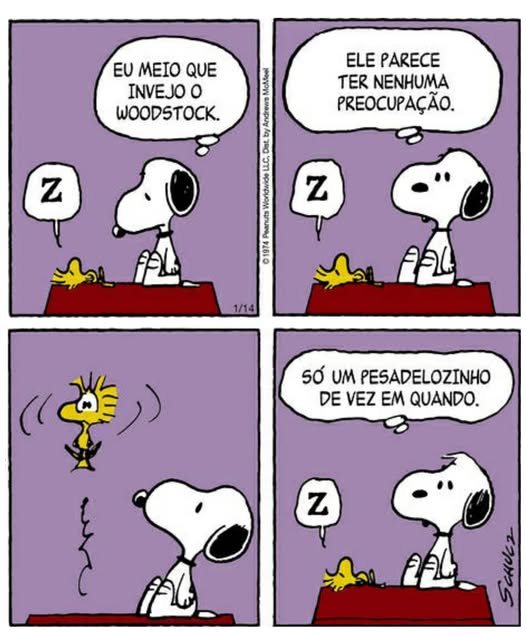 EU MEIO QUE
INVEJO O
WOODSTOCK.
Z
© 1974 Peanuts Worldwide LLC, Dist. by Andrews McMeel
1/14
ELE PARECE
TER NENHUMA
PREOCUPAÇÃO.
Z
SÓ UM PESADELOZINHO
DE VEZ EM QUANDO.
Z
SCHULZ